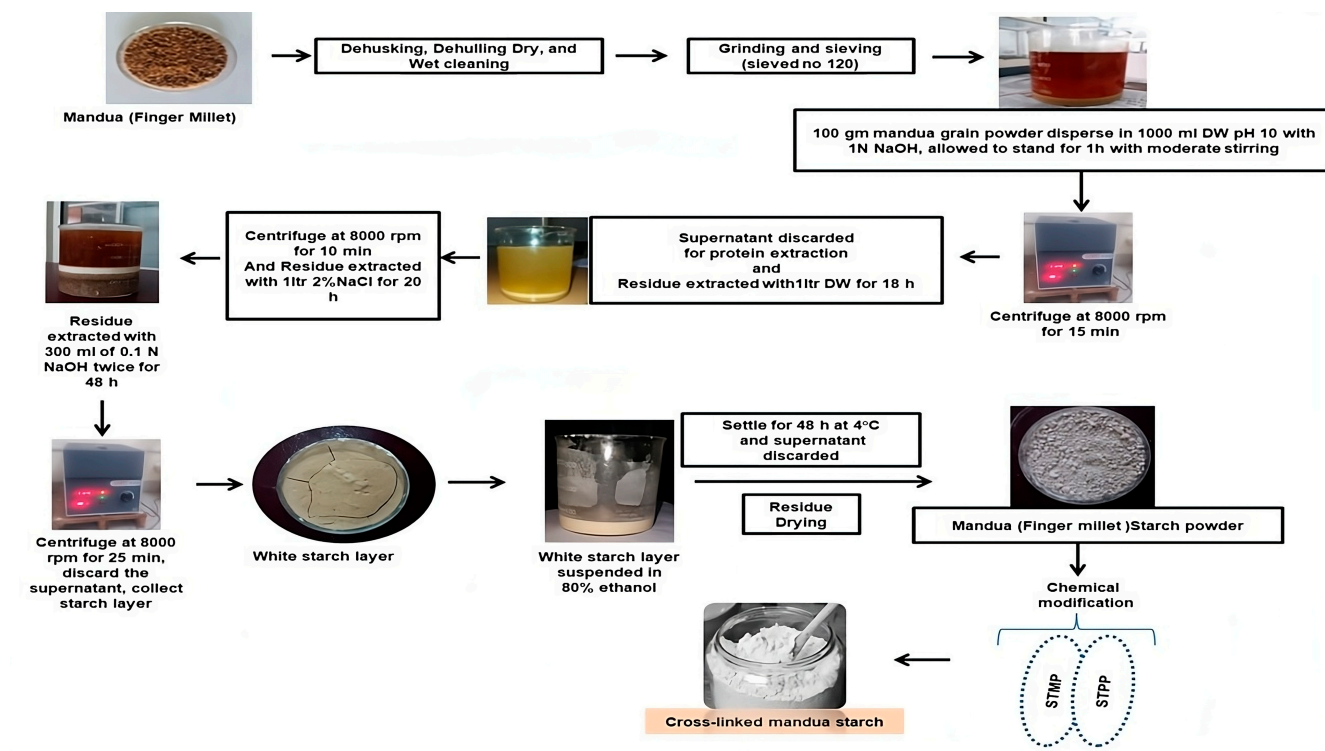 Dehusking, Dehulling Dry, and
Wet cleaning
Grinding and sieving
(sieved no 120)
Mandua (Finger Millet)
100 gm mandua grain powder disperse in 1000 ml DW pH 10 with
1N NaOH, allowed to stand for 1h with moderate stirring
Centrifuge at 8000 rpm
for 15 min
Supernatant discarded
for protein extraction
and
Residue extracted with1ltr DW for 18 h
Centrifuge at 8000 rpm
for 10 min
And Residue extracted
with 1ltr 2%NaCl for 20
h
Residue
extracted with
300 ml of 0.1 N
NaOH twice for
48 h
Centrifuge at 8000
rpm for 25 min,
discard the
supernatant, collect
starch layer
White starch layer
White starch layer
suspended in
80% ethanol
Settle for 48 h at 4°C
and supernatant
discarded
Residue
Drying
Mandua (Finger millet )Starch powder
Chemical
modification
STMP
STPP
Cross-linked mandua starch